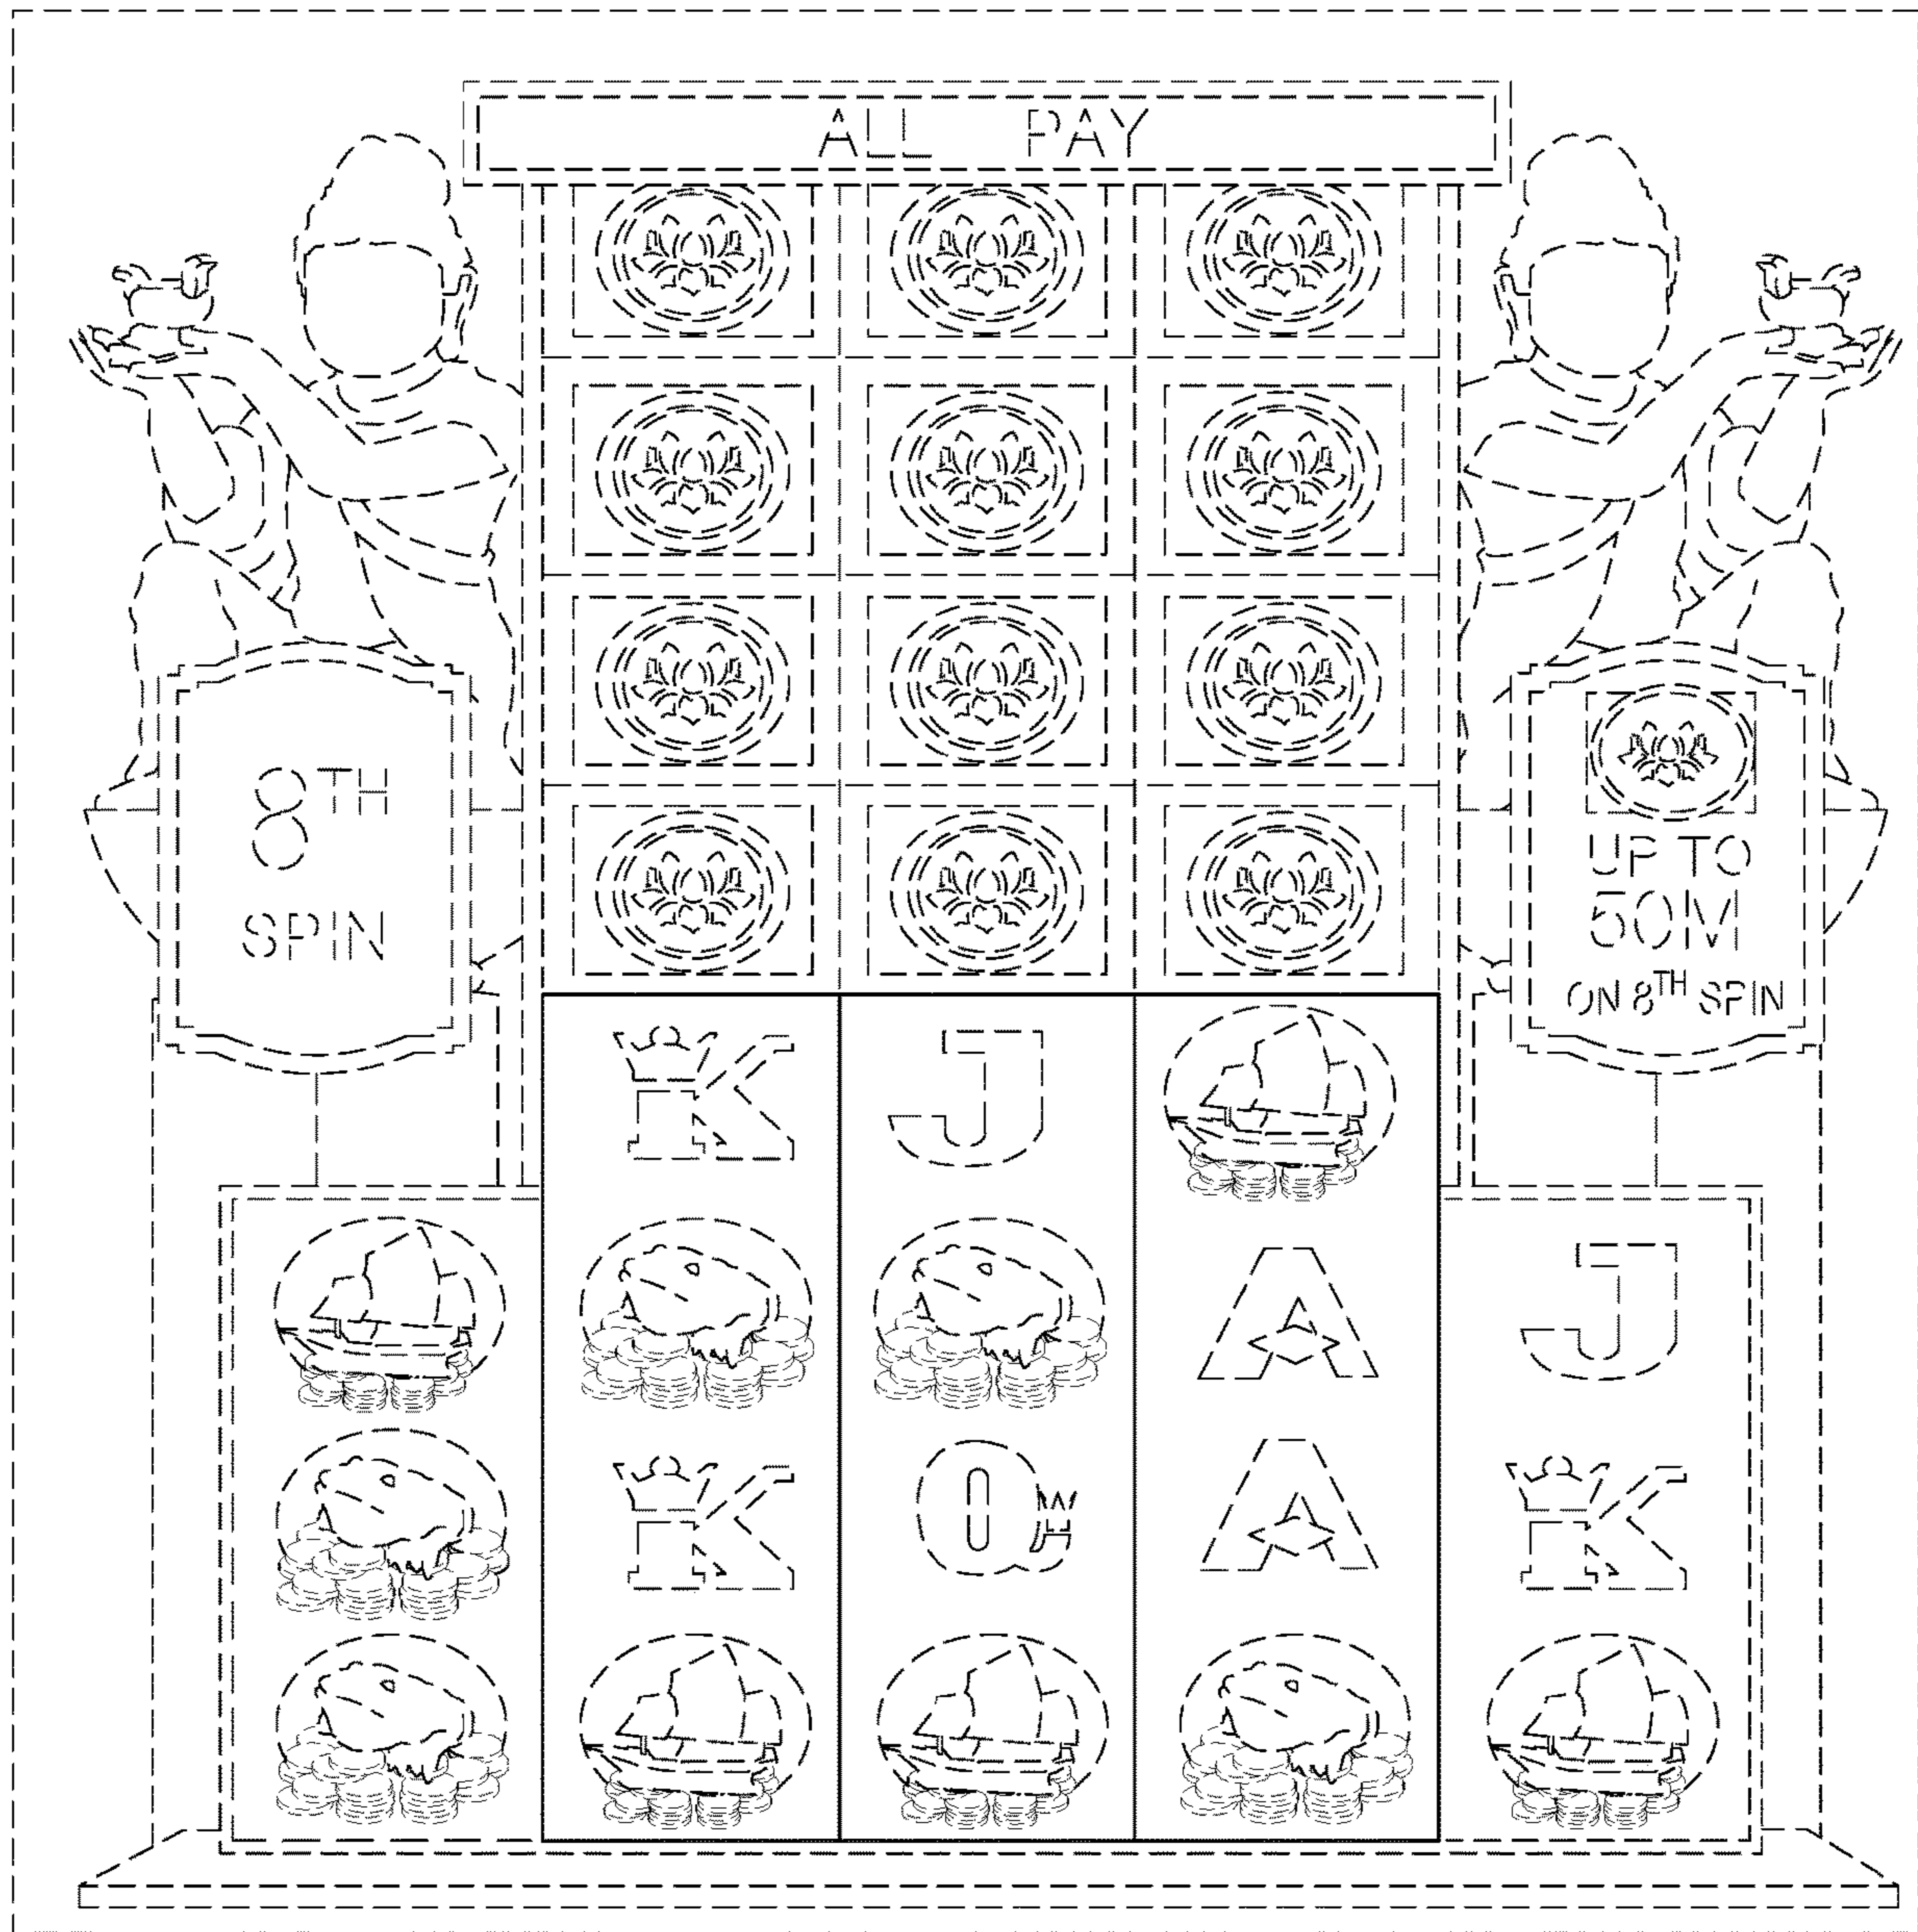 ALL PAY
8TH
SPIN
UP TO
50M
ON 8TH SPIN
K J
A J
K Q A K